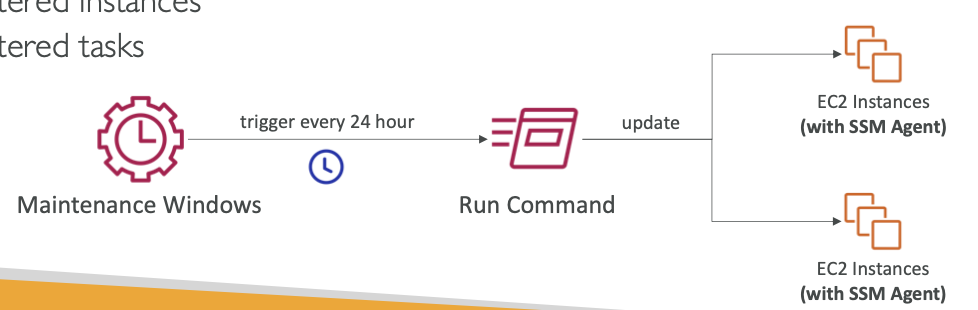 tered instances
tered tasks
trigger every 24 hour
update
Maintenance Windows
Run Command
EC2 Instances
(with SSM Agent)
EC2 Instances
(with SSM Agent)